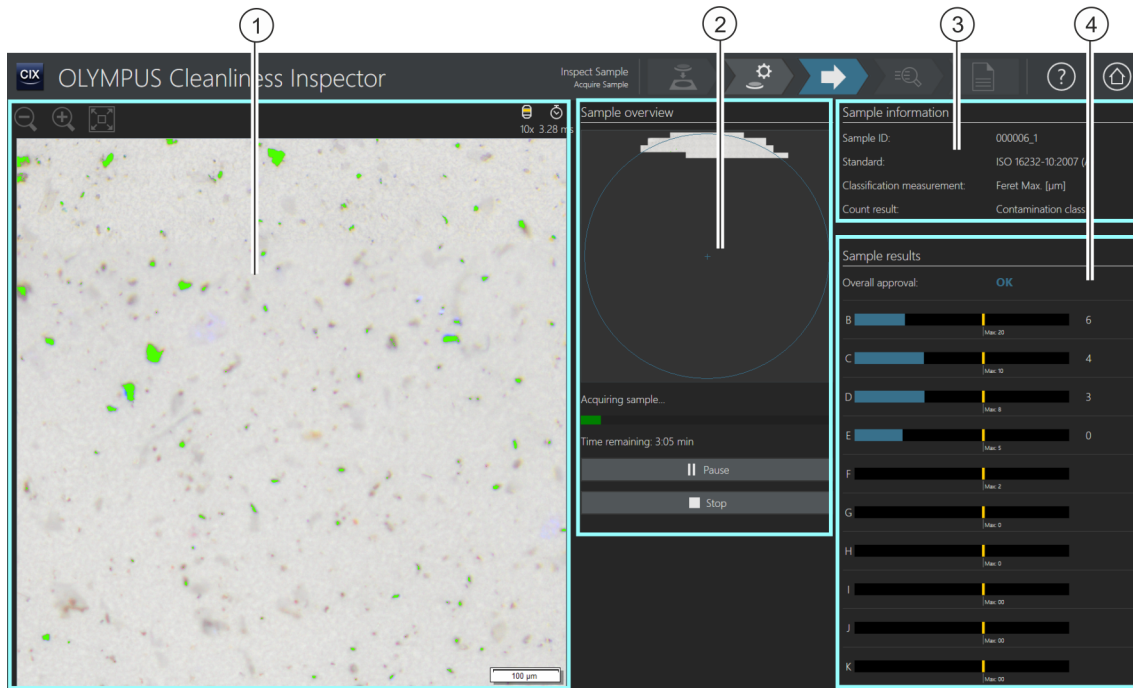 1
2
3
4
CIX
OLYMPUS Cleanliness Inspector
Inspect Sample
Acquire Sample
?
10x 3.28 ms
100 µm
Sample overview
Acquiring sample...
Time remaining: 3:05 min
Pause
Stop
Sample information
Sample ID: 000006_1
Standard: ISO 16232-10:2007 (A
Classification measurement: Feret Max. [µm]
Count result: Contamination class
Sample results
Overall approval: OK
B 6
Max: 20
C 4
Max: 10
D 3
Max: 8
E 0
Max: 5
F
Max: 2
G
Max: 0
H
Max: 0
I
Max: 00
J
Max: 00
K
Max: 00